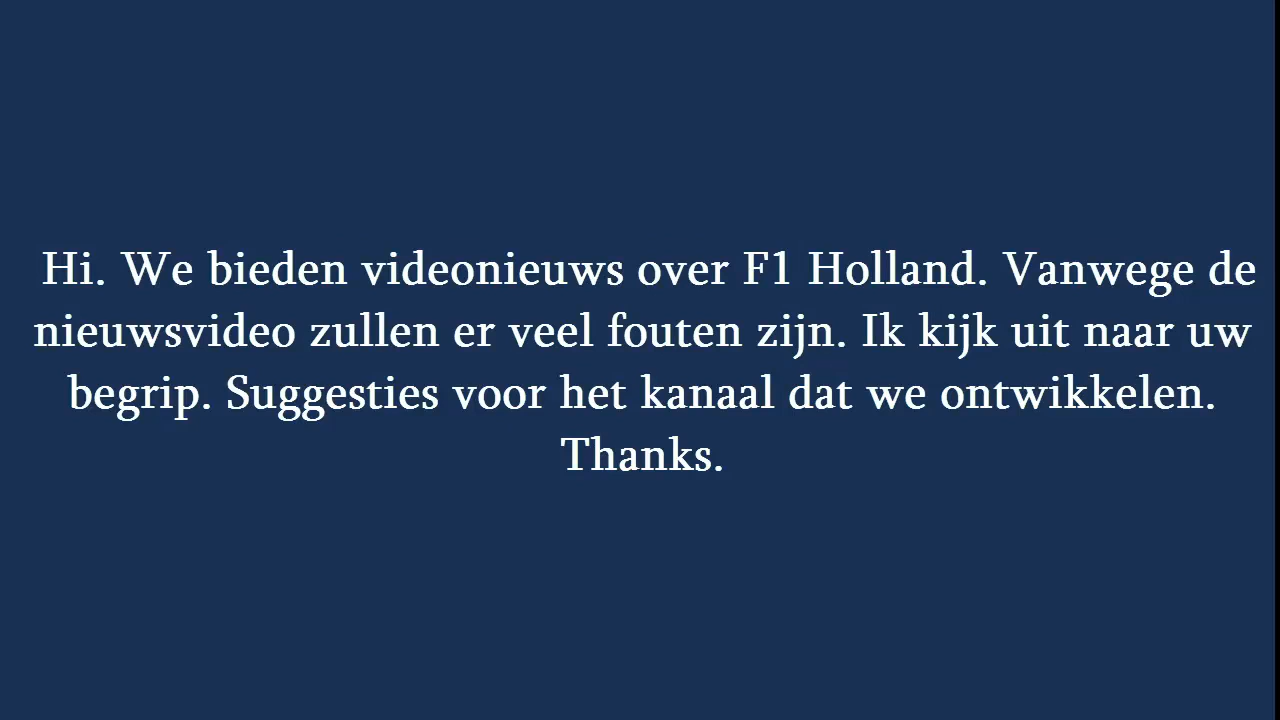 Hi. We bieden videonieuws over F1 Holland. Vanwege de
nieuwsvideo zullen er veel fouten zijn. Ik kijk uit naar uw
begrip. Suggesties voor het kanaal dat we ontwikkelen.
Thanks.